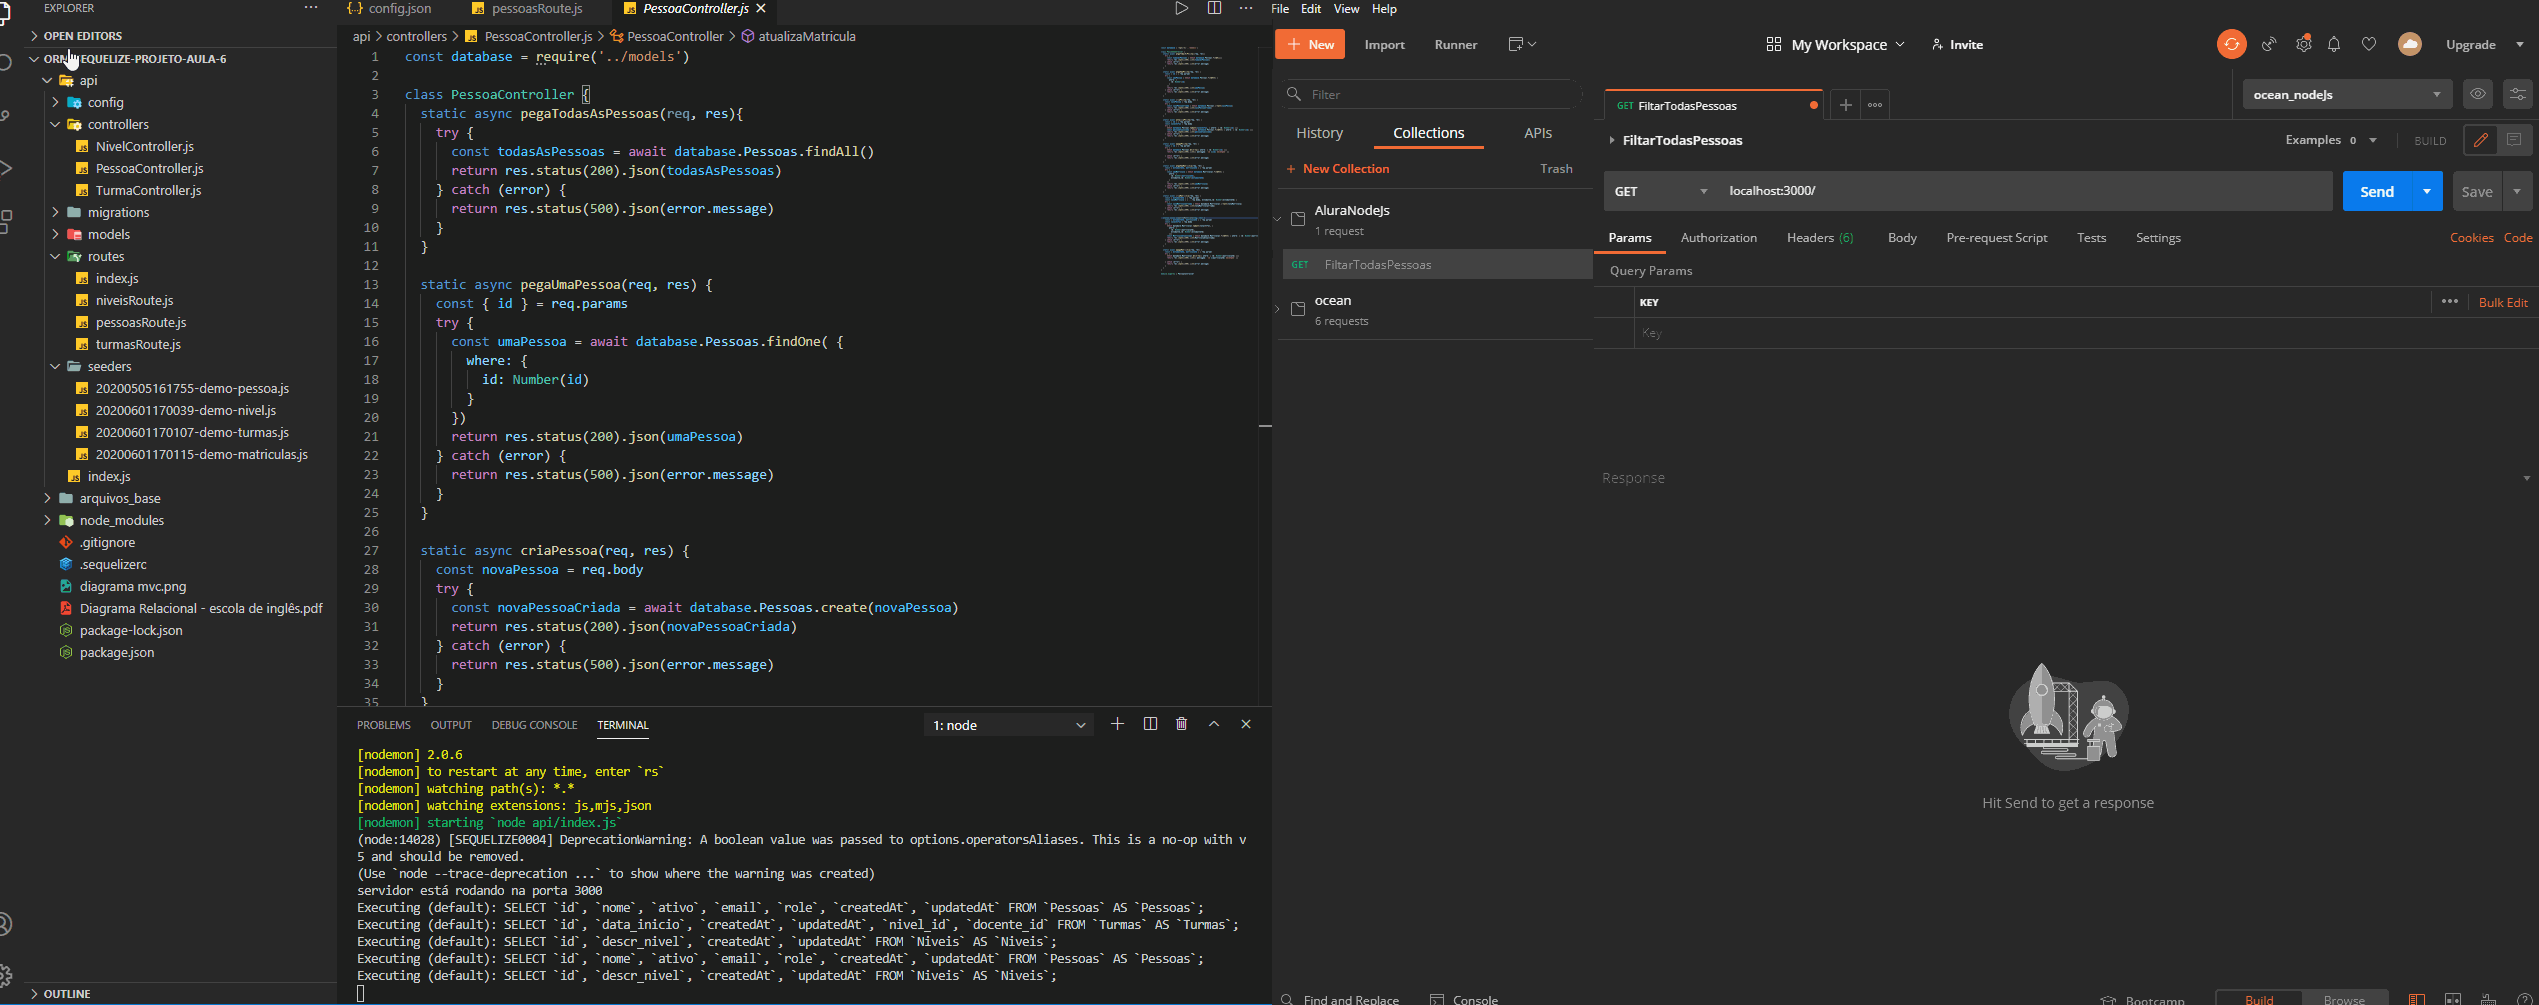 EXPLORER
OPEN EDITORS
ORM-SEQUELIZE-PROJETO-AULA-6
api
config
controllers
NivelController.js
PessoaController.js
TurmaController.js
migrations
models
routes
index.js
niveisRoute.js
pessoasRoute.js
turmasRoute.js
seeders
20200505161755-demo-pessoa.js
20200601170039-demo-nivel.js
20200601170107-demo-turmas.js
20200601170115-demo-matriculas.js
index.js
arquivos_base
node_modules
.gitignore
.sequelizerc
diagrama mvc.png
Diagrama Relacional - escola de inglês.pdf
package-lock.json
package.json
OUTLINE
config.json pessoasRoute.js PessoaController.js
api > controllers > PessoaController.js > PessoaController > atualizaMatricula
1 const database = require('../models')
2
3 class PessoaController {
4 static async pegaTodasAsPessoas(req, res){
5 try {
6 const todasAsPessoas = await database.Pessoas.findAll()
7 return res.status(200).json(todasAsPessoas)
8 } catch (error) {
9 return res.status(500).json(error.message)
10 }
11 }
12
13 static async pegaUmaPessoa(req, res) {
14 const { id } = req.params
15 try {
16 const umaPessoa = await database.Pessoas.findOne( {
17 where: {
18 id: Number(id)
19 }
20 })
21 return res.status(200).json(umaPessoa)
22 } catch (error) {
23 return res.status(500).json(error.message)
24 }
25 }
26
27 static async criaPessoa(req, res) {
28 const novaPessoa = req.body
29 try {
30 const novaPessoaCriada = await database.Pessoas.create(novaPessoa)
31 return res.status(200).json(novaPessoaCriada)
32 } catch (error) {
33 return res.status(500).json(error.message)
34 }
35 }
PROBLEMS OUTPUT DEBUG CONSOLE TERMINAL 1: node
[nodemon] 2.0.6
[nodemon] to restart at any time, enter `rs`
[nodemon] watching path(s): *.*
[nodemon] watching extensions: js,mjs,json
[nodemon] starting `node api/index.js`
(node:14028) [SEQUELIZE0004] DeprecationWarning: A boolean value was passed to options.operatorsAliases. This is a no-op with v
5 and should be removed.
(Use `node --trace-deprecation ...` to show where the warning was created)
servidor está rodando na porta 3000
Executing (default): SELECT `id`, `nome`, `ativo`, `email`, `role`, `createdAt`, `updatedAt` FROM `Pessoas` AS `Pessoas`;
Executing (default): SELECT `id`, `data_inicio`, `createdAt`, `updatedAt`, `nivel_id`, `docente_id` FROM `Turmas` AS `Turmas`;
Executing (default): SELECT `id`, `descr_nivel`, `createdAt`, `updatedAt` FROM `Niveis` AS `Niveis`;
Executing (default): SELECT `id`, `nome`, `ativo`, `email`, `role`, `createdAt`, `updatedAt` FROM `Pessoas` AS `Pessoas`;
Executing (default): SELECT `id`, `descr_nivel`, `createdAt`, `updatedAt` FROM `Niveis` AS `Niveis`;
File Edit View Help
New Import Runner My Workspace Invite Upgrade
Filter
History Collections APIs
New Collection Trash
AluraNodeJs
1 request
GET FiltarTodasPessoas
ocean
6 requests
GET FiltarTodasPessoas
ocean_nodeJs
FiltarTodasPessoas Examples 0 BUILD
GET localhost:3000/ Send Save
Params Authorization Headers (6) Body Pre-request Script Tests Settings Cookies Code
Query Params
KEY Bulk Edit
Key
Response
Hit Send to get a response
Find and Replace Console Bootcamp Build Browse